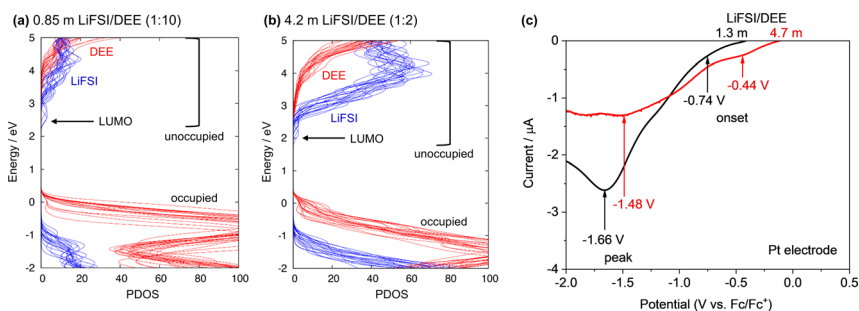 (a) 0.85 m LiFSI/DEE (1:10)
5
4
3
2
1
0
-1
-2
Energy / eV
DEE
LiFSI
LUMO
unoccupied
occupied
0 20 40 60 80 100
PDOS
(b) 4.2 m LiFSI/DEE (1:2)
5
4
3
2
1
0
-1
-2
Energy / eV
DEE
LiFSI
LUMO
unoccupied
occupied
0 20 40 60 80 100
PDOS
(c)
LiFSI/DEE
1.3 m 4.7 m
0
-1
-2
-3
-4
Current / μA
-0.44 V
-0.74 V
onset
-1.48 V
-1.66 V
peak
Pt electrode
-2.0 -1.5 -1.0 -0.5 0.0 0.5
Potential (V vs. Fc/Fc⁺)